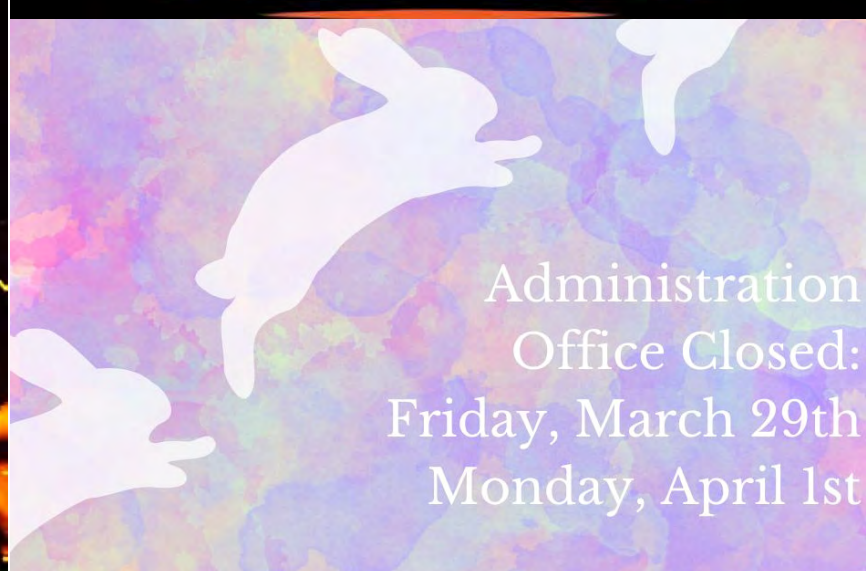 Administration
Office Closed:
Friday, March 29th
Monday, April 1st